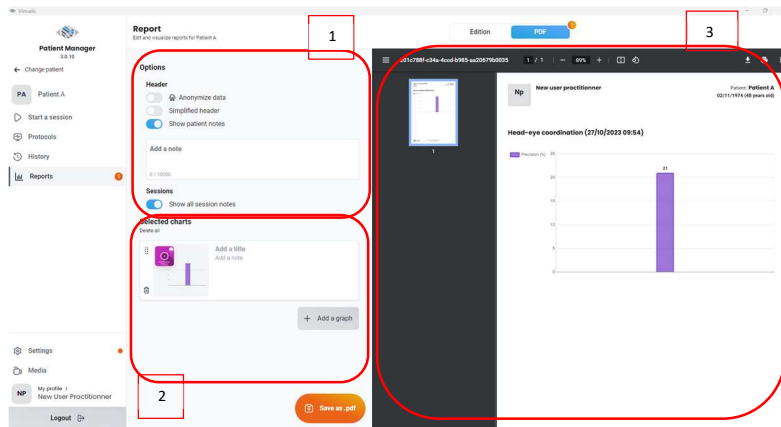 Virtualis
Patient Manager
3.0.10
Change patient
PA Patient A
Start a session
Protocols
History
Reports 1
Settings
Media
NP My profile
New User Practitionner
Logout
Report
Edit and visualize reports for Patient A
1
Options
Header
Anonymize data
Simplified header
Show patient notes
Add a note
0 / 10000
Sessions
Show all session notes
Selected charts
Delete all
Add a title
Add a note
+ Add a graph
2
Save as .pdf
Edition PDF 1
3
1 / 1 — 89% +
1
Np New user practitionner
Patient: Patient A
02/11/1974 (48 years old)
Head-eye coordination (27/10/2023 09:54)
Precision (%)
25
21
20
15
10
5
0